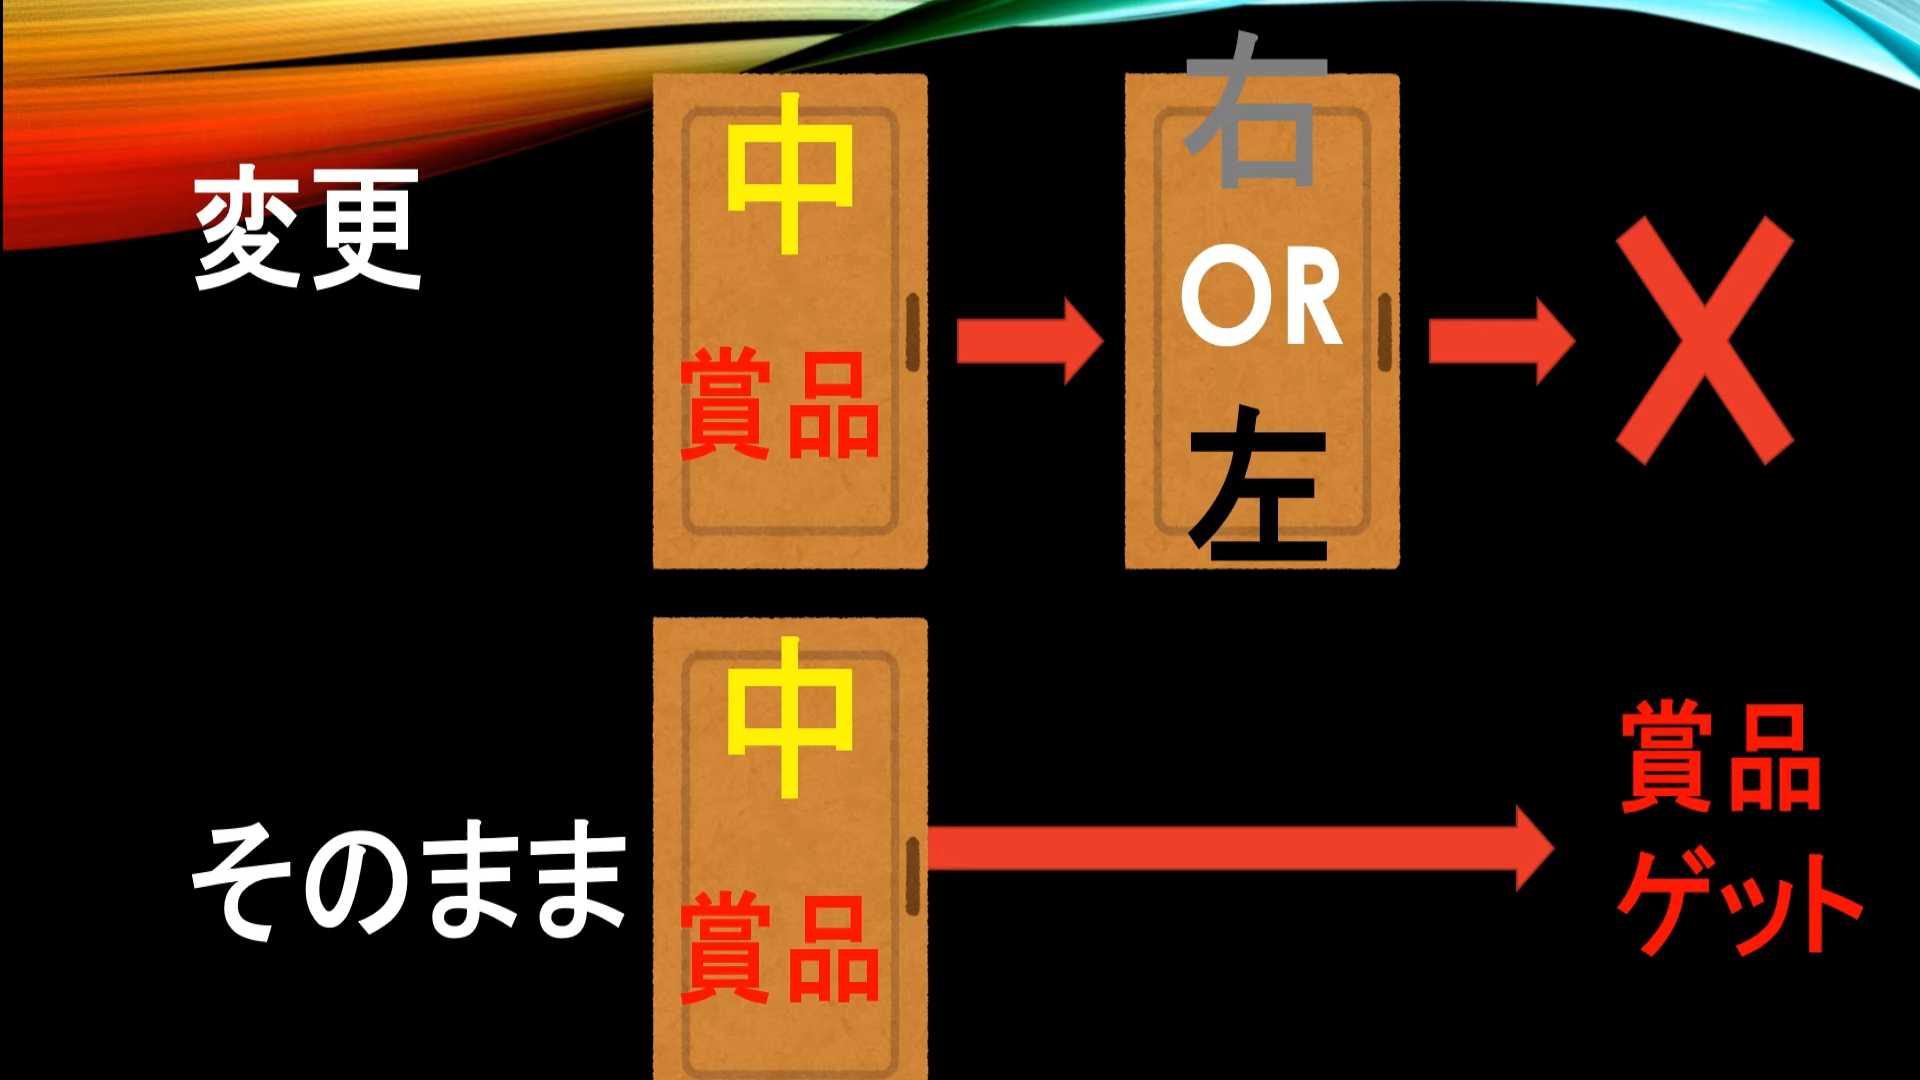 変更
中
賞品
右
OR
左
そのまま
中
賞品
賞品
ゲット